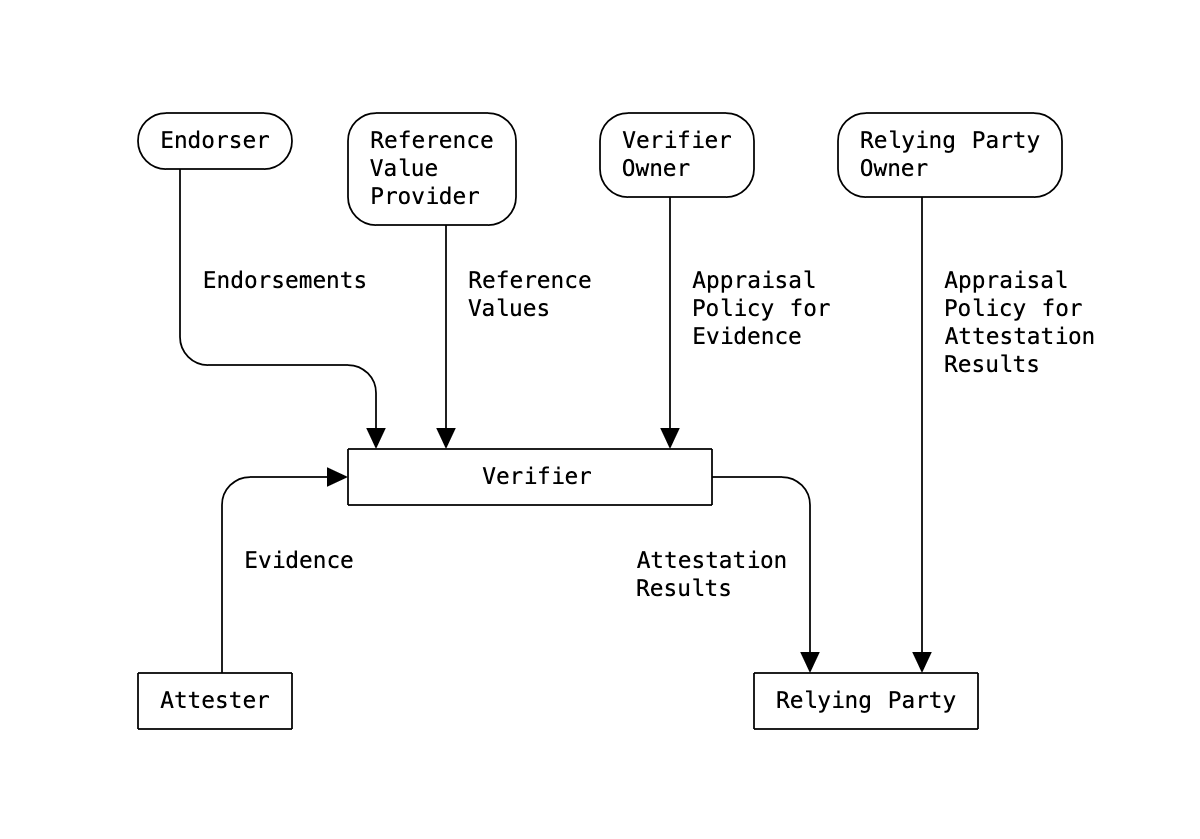 Endorser
Reference
Value
Provider
Verifier
Owner
Relying Party
Owner
Endorsements
Reference
Values
Appraisal
Policy for
Evidence
Appraisal
Policy for
Attestation
Results
Verifier
Evidence
Attestation
Results
Attester
Relying Party